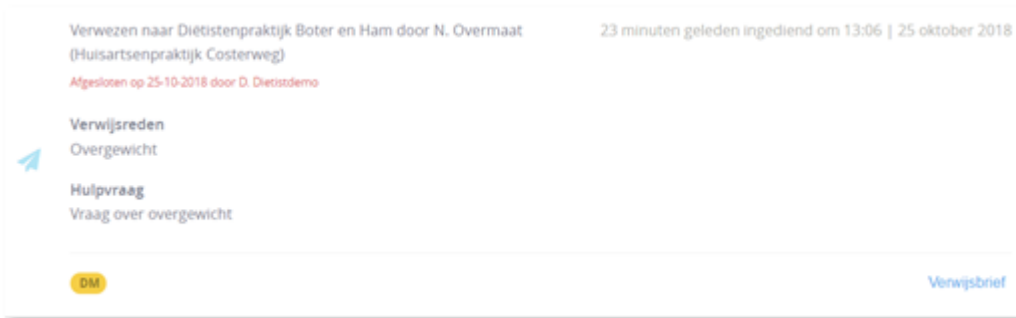 Verwezen naar Diëtistenpraktijk Boter en Ham door N. Overmaat
(Huisartsenpraktijk Costerweg)
23 minuten geleden ingediend om 13:06 | 25 oktober 2018
Afgesloten op 25-10-2018 door D. Dietistdemo
Verwijsreden
Overgewicht
Hulpvraag
Vraag over overgewicht
DM
Verwijsbrief